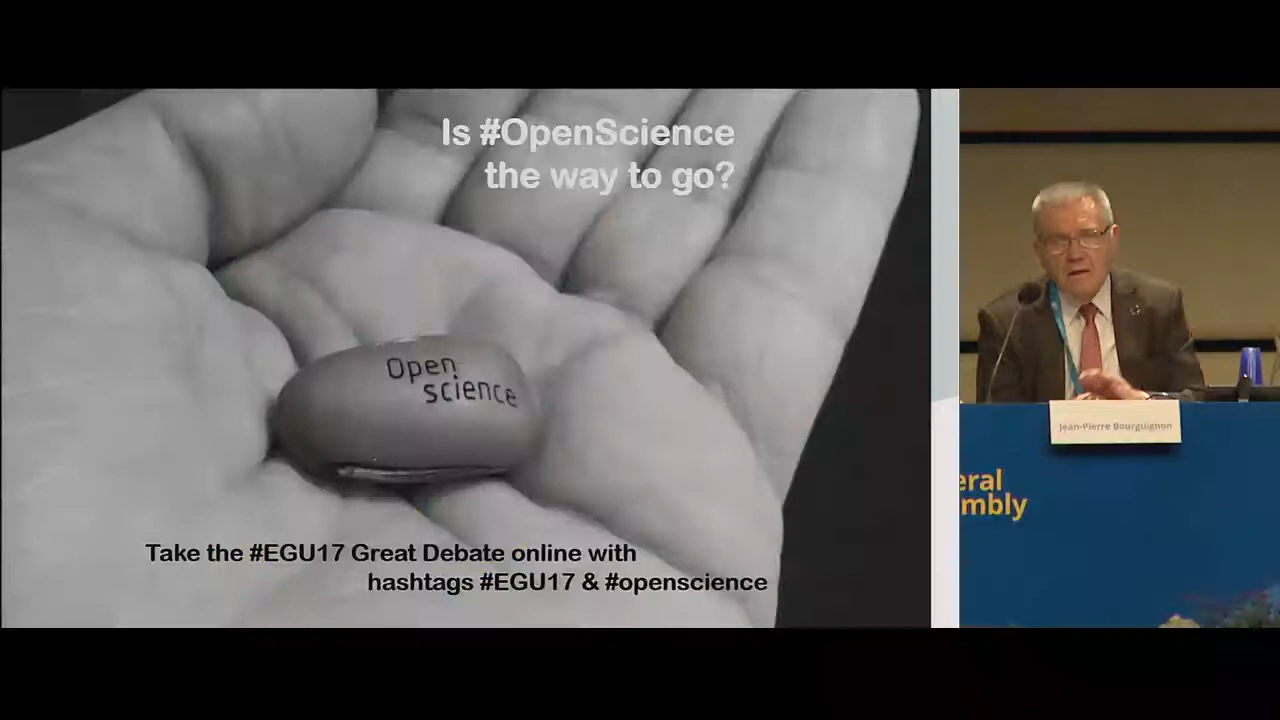 Is #OpenScience
the way to go?
Open
science
Take the #EGU17 Great Debate online with
hashtags #EGU17 & #openscience
Jean-Pierre Bourguignon
eral
mbly